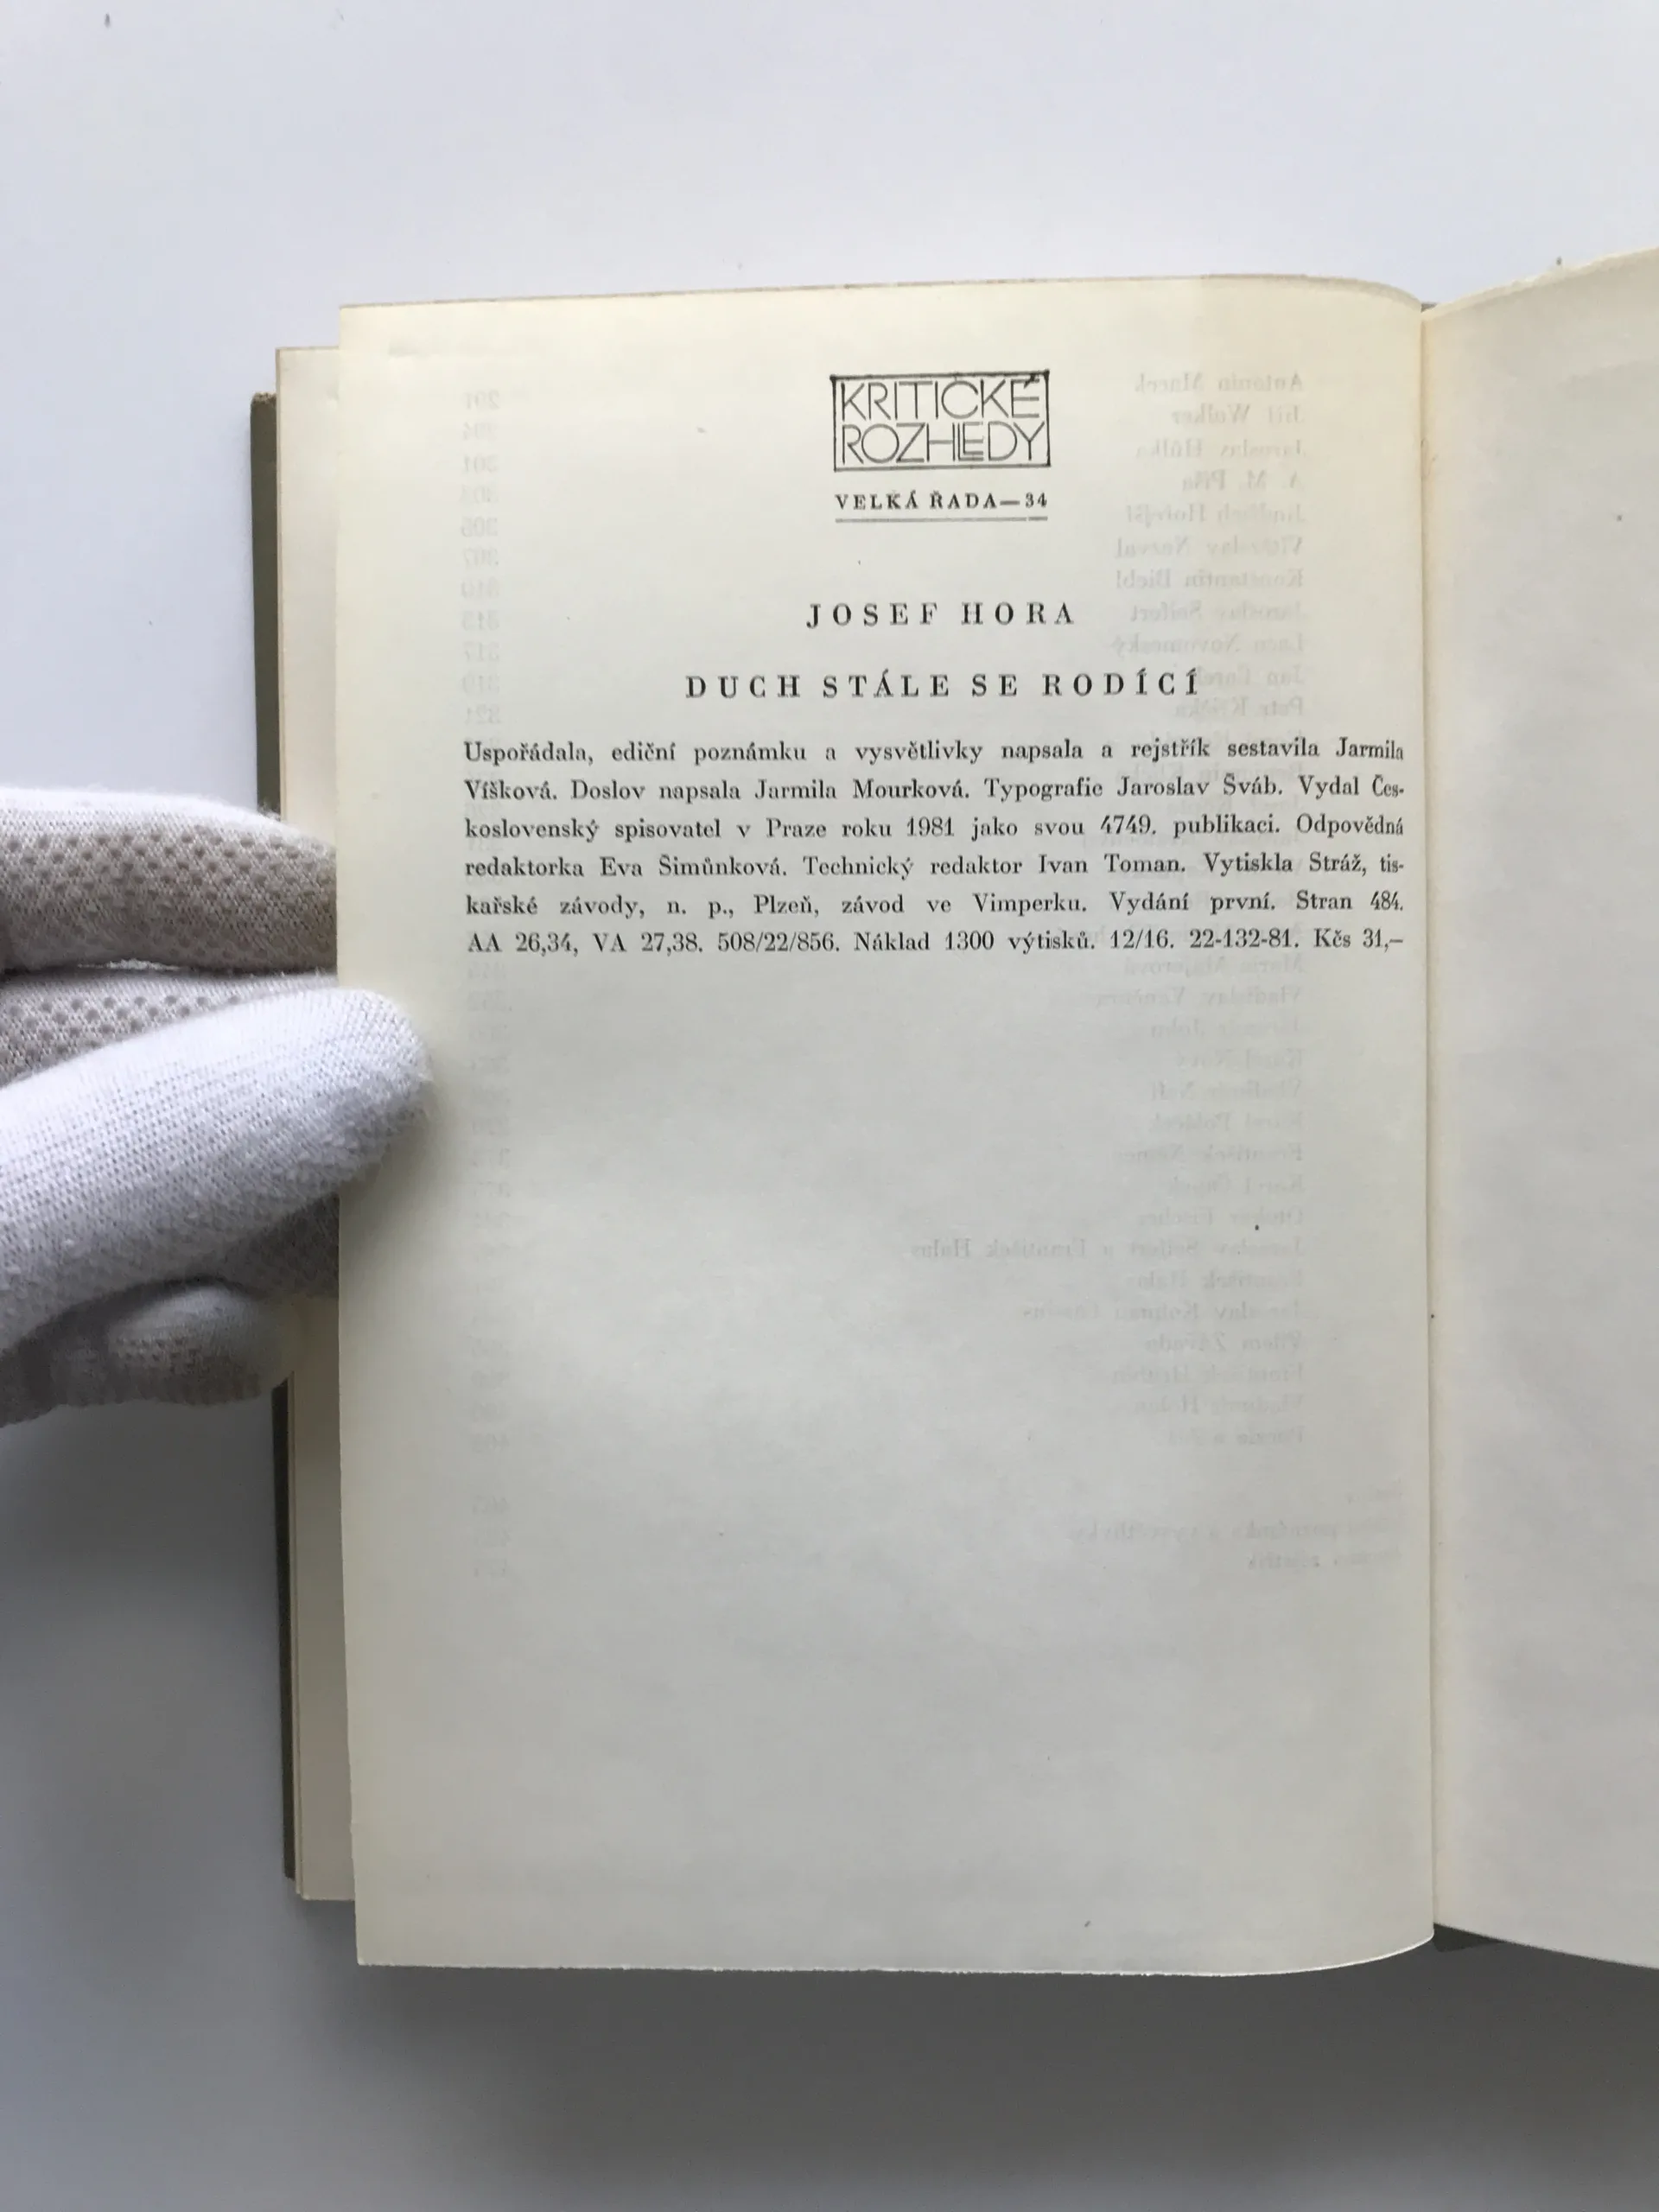 KRITICKÉ
ROZHLEDY
VELKÁ ŘADA—34
JOSEF HORA
DUCH STÁLE SE RODÍCÍ
Uspořádala, ediční poznámku a vysvětlivky napsala a rejstřík sestavila Jarmila
Víšková. Doslov napsala Jarmila Mourková. Typografie Jaroslav Šváb. Vydal Čes-
koslovenský spisovatel v Praze roku 1981 jako svou 4749. publikaci. Odpovědná
redaktorka Eva Šimůnková. Technický redaktor Ivan Toman. Vytiskla Stráž, tis-
kařské závody, n. p., Plzeň, závod ve Vimperku. Vydání první. Stran 484.
AA 26,34, VA 27,38. 508/22/856. Náklad 1300 výtisků. 12/16. 22-132-81. Kčs 31,–